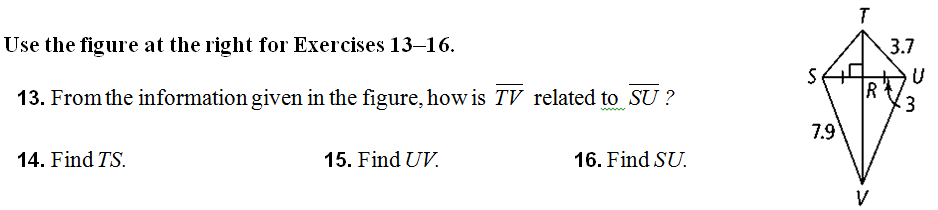 Use the figure at the right for Exercises 13–16.
13. From the information given in the figure, how is TV related to SU ?
14. Find TS. 15. Find UV. 16. Find SU.
T
3.7
S U
R
3
7.9
V